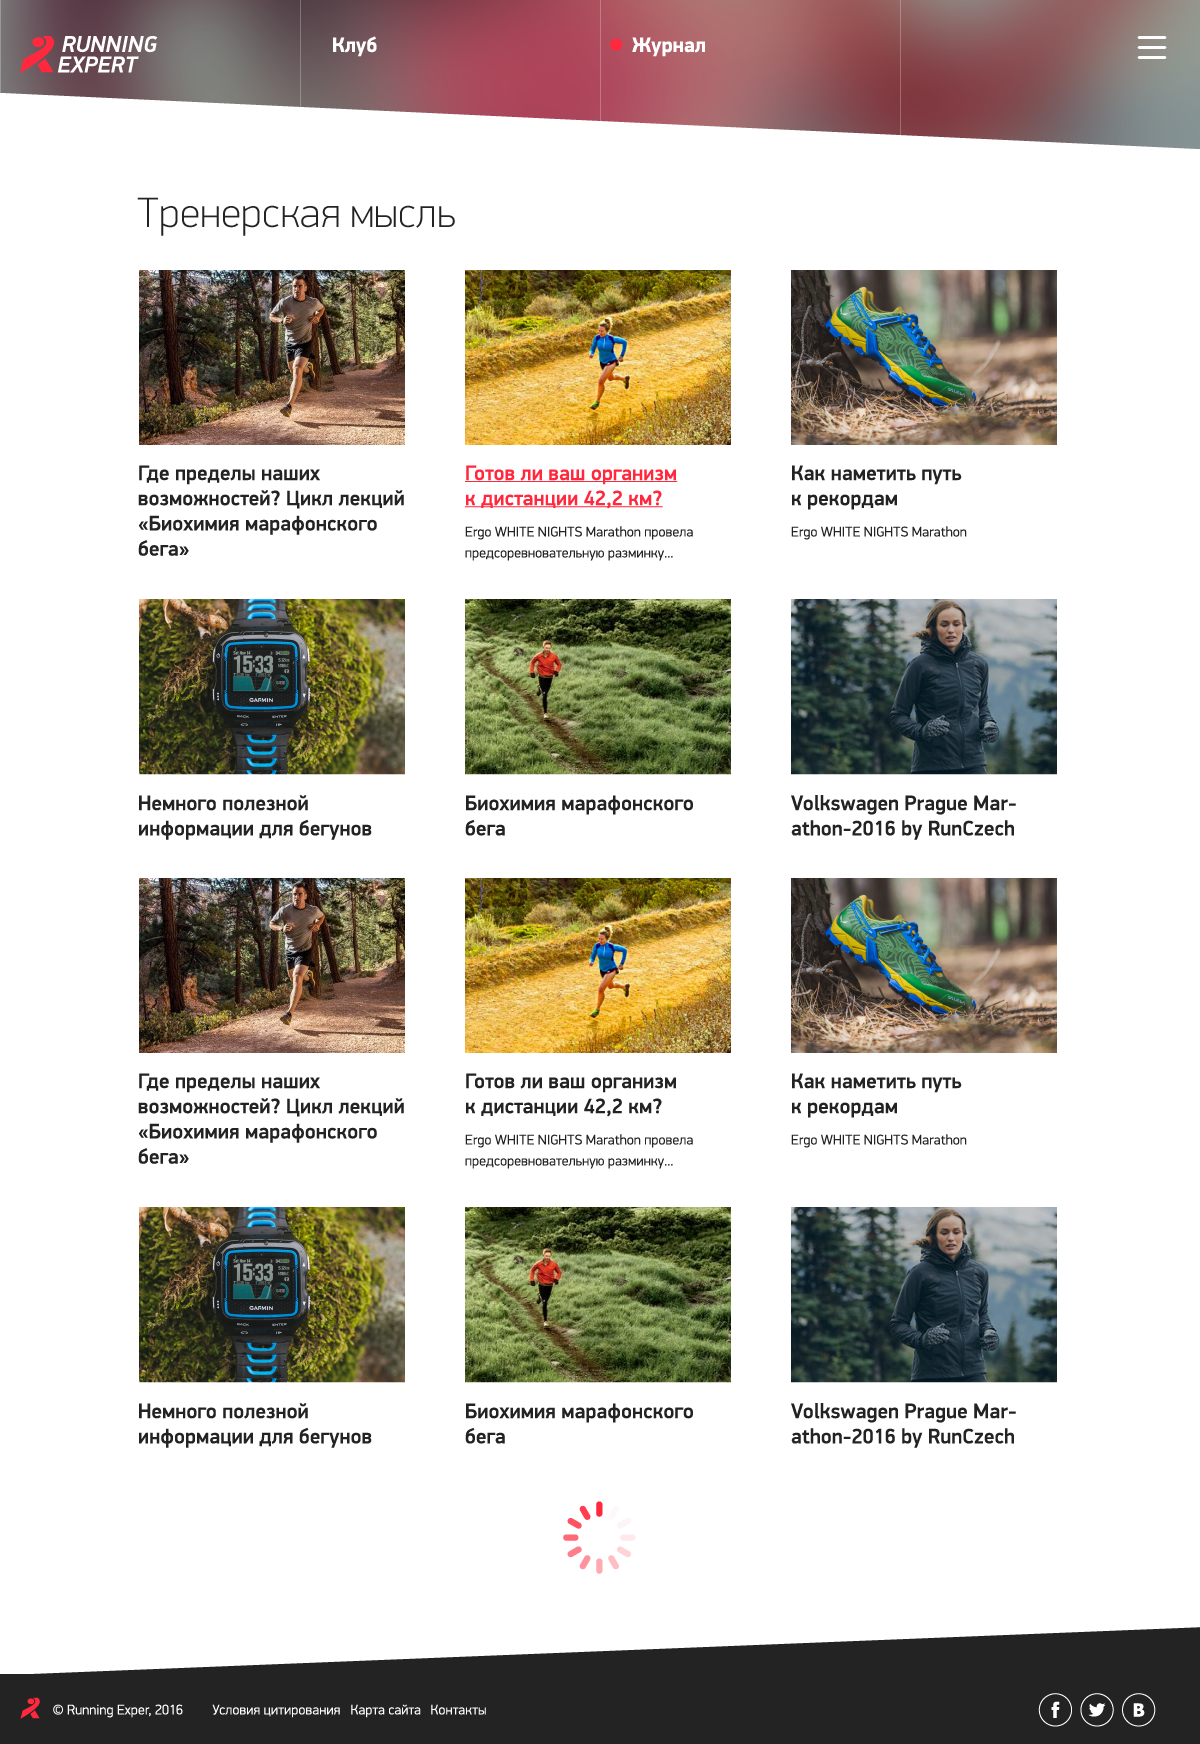 RUNNING
EXPERT
Клуб
Журнал
Тренерская мысль
Где пределы наших
возможностей? Цикл лекций
«Биохимия марафонского
бега»
Готов ли ваш организм
к дистанции 42,2 км?
Ergo WHITE NIGHTS Marathon провела
предсоревновательную разминку...
Как наметить путь
к рекордам
Ergo WHITE NIGHTS Marathon
15:33
GARMIN
Немного полезной
информации для бегунов
Биохимия марафонского
бега
Volkswagen Prague Mar-
athon-2016 by RunCzech
Где пределы наших
возможностей? Цикл лекций
«Биохимия марафонского
бега»
Готов ли ваш организм
к дистанции 42,2 км?
Ergo WHITE NIGHTS Marathon провела
предсоревновательную разминку...
Как наметить путь
к рекордам
Ergo WHITE NIGHTS Marathon
15:33
GARMIN
Немного полезной
информации для бегунов
Биохимия марафонского
бега
Volkswagen Prague Mar-
athon-2016 by RunCzech
© Running Exper, 2016 Условия цитирования Карта сайта Контакты